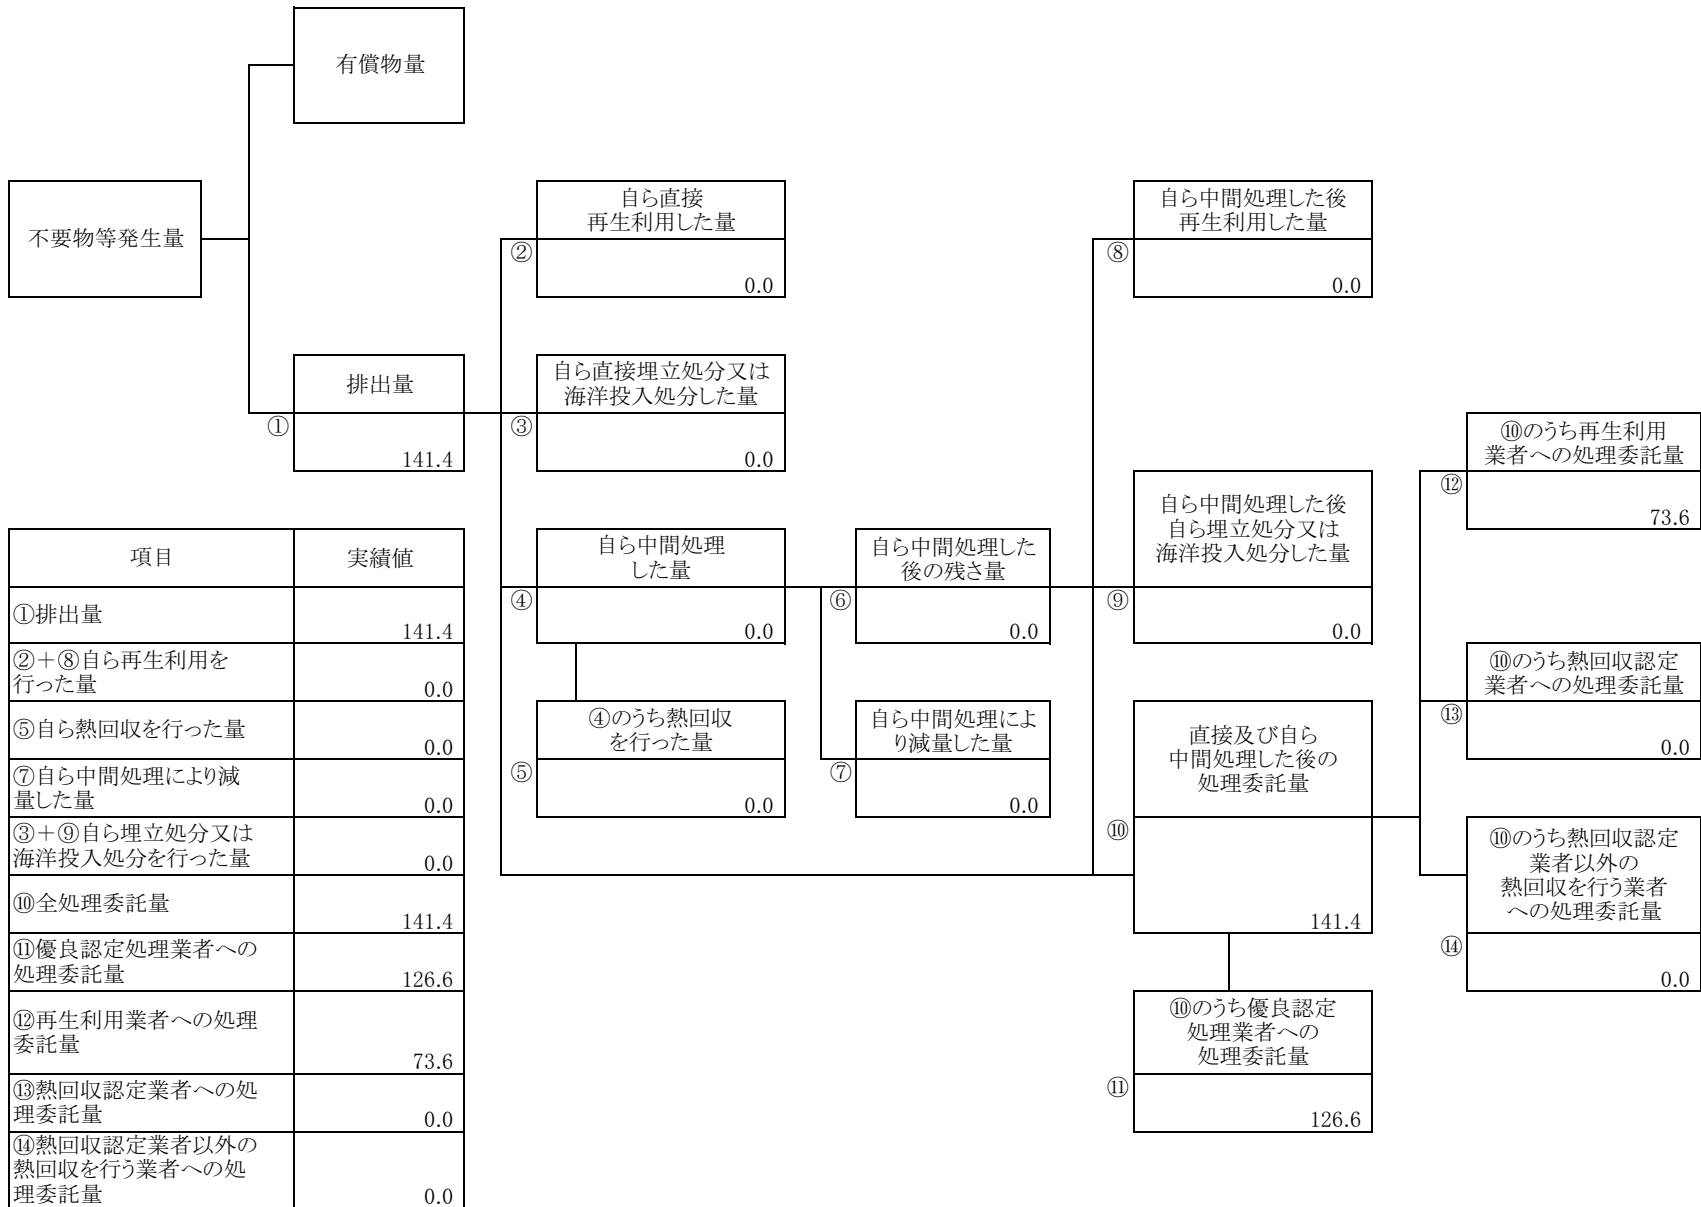 有償物量
不要物等発生量
自ら直接
再生利用した量
②
0.0
自ら中間処理した後
再生利用した量
⑧
0.0
排出量
①
141.4
自ら直接埋立処分又は
海洋投入処分した量
③
0.0
自ら中間処理
した量
④
0.0
自ら中間処理した
後の残さ量
⑥
0.0
自ら中間処理した後
自ら埋立処分又は
海洋投入処分した量
⑨
0.0
⑩のうち再生利用
業者への処理委託量
⑫
73.6
④のうち熱回収
を行った量
⑤
0.0
自ら中間処理によ
り減量した量
⑦
0.0
直接及び自ら
中間処理した後の
処理委託量
⑩
141.4
⑩のうち熱回収認定
業者への処理委託量
⑬
0.0
⑩のうち熱回収認定
業者以外の
熱回収を行う業者
への処理委託量
⑭
0.0
⑩のうち優良認定
処理業者への
処理委託量
⑪
126.6
項目 実績値
①排出量
141.4
②+⑧自ら再生利用を
行った量
0.0
⑤自ら熱回収を行った量
0.0
⑦自ら中間処理により減
量した量
0.0
③+⑨自ら埋立処分又は
海洋投入処分を行った量
0.0
⑩全処理委託量
141.4
⑪優良認定処理業者への
処理委託量
126.6
⑫再生利用業者への処理
委託量
73.6
⑬熱回収認定業者への処
理委託量
0.0
⑭熱回収認定業者以外の
熱回収を行う業者への処
理委託量
0.0